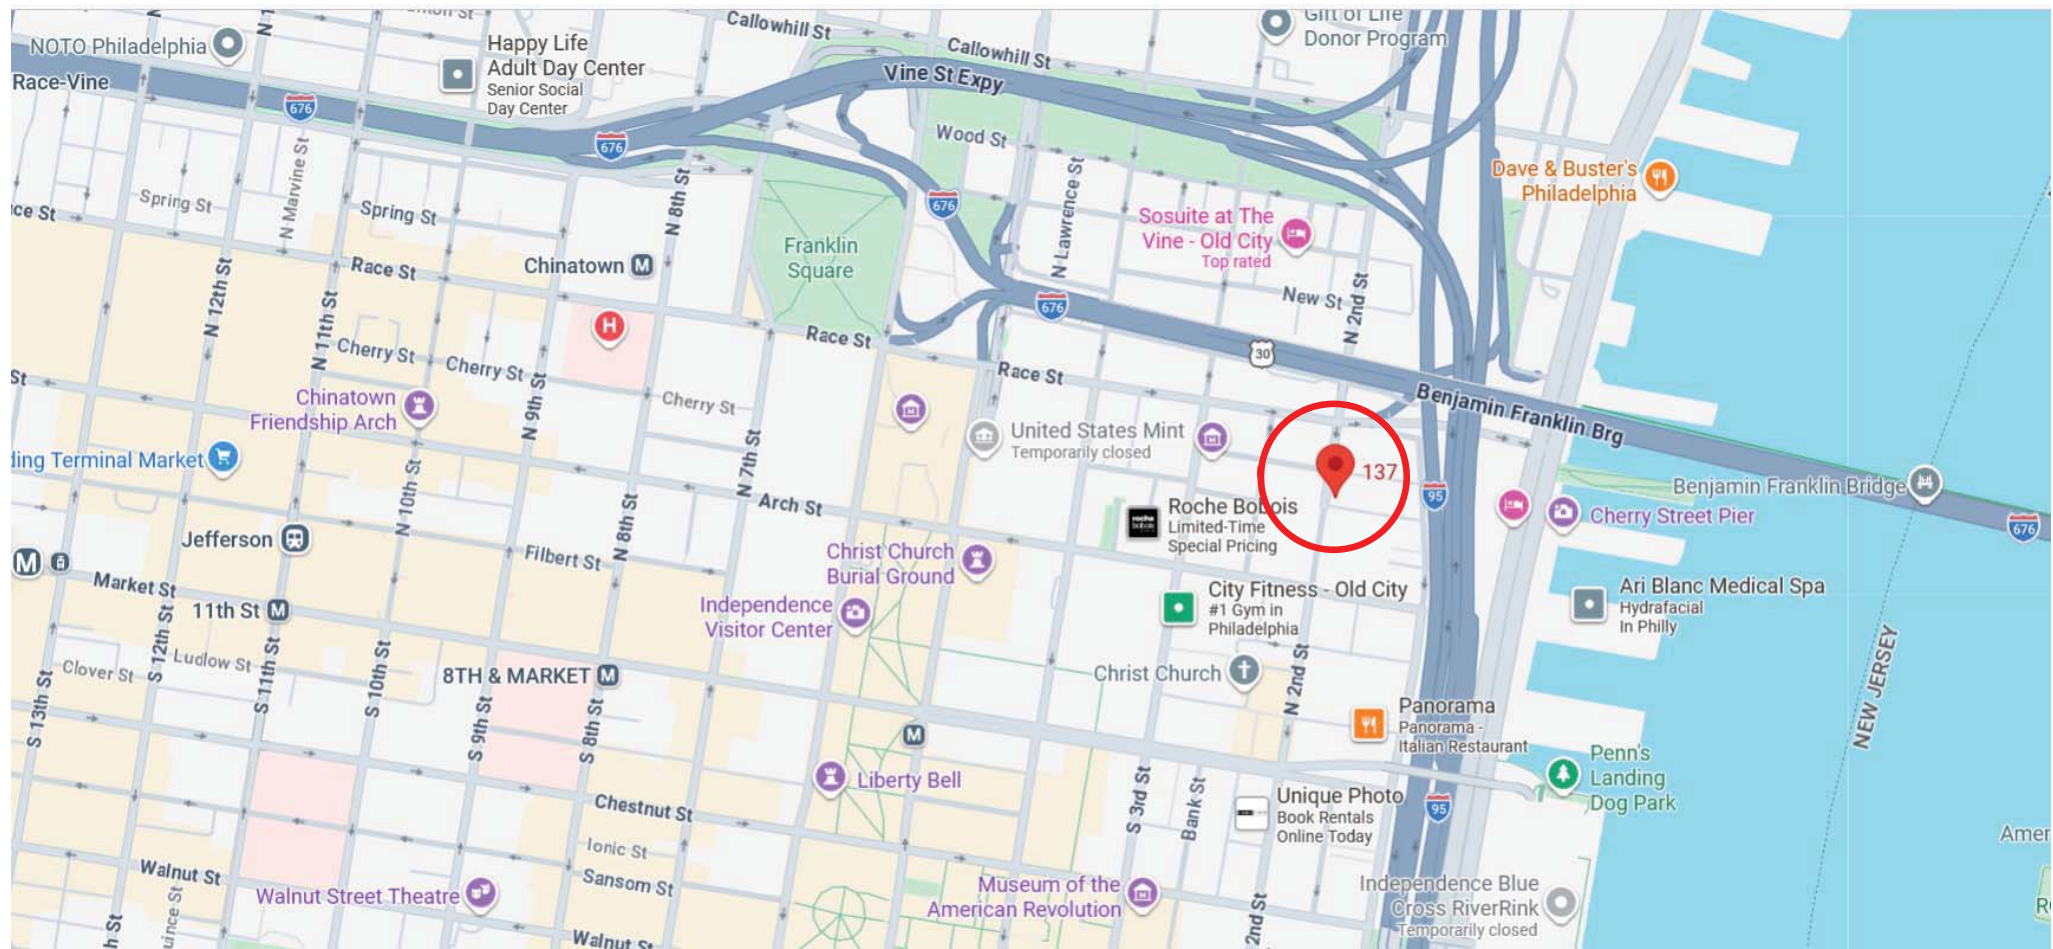 NOTO Philadelphia
Race-Vine
Happy Life
Adult Day Center
Senior Social
Day Center
Callowhill St
Callowhill St
Vine St Expy
Gift of Life
Donor Program
676
676
676
676
N Marvine St
Spring St
Spring St
ce St
Race St
N 8th St
Wood St
N Lawrence St
Franklin
Square
Chinatown M
H
Sosuite at The
Vine - Old City
Top rated
Dave & Buster's
Philadelphia
New St
N 2nd St
30
Benjamin Franklin Brg
N 12th St
N 11th St
Cherry St
Cherry St
Cherry St
Race St
Race St
St
Chinatown
Friendship Arch
N 9th St
N 10th St
N 7th St
ding Terminal Market
United States Mint
Temporarily closed
137
95
Benjamin Franklin Bridge
676
Cherry Street Pier
Roche Bobois
Limited-Time
Special Pricing
roche
bobois
Arch St
Jefferson
Filbert St
N 8th St
Christ Church
Burial Ground
M
Market St
11th St M
Independence
Visitor Center
City Fitness - Old City
#1 Gym in
Philadelphia
Ari Blanc Medical Spa
Hydrafacial
In Philly
Clover St
Ludlow St
S 13th St
S 12th St
S 11th St
S 10th St
8TH & MARKET M
S 9th St
S 8th St
Christ Church
N 2nd St
Panorama
Panorama -
Italian Restaurant
NEW JERSEY
M
Liberty Bell
Penn's
Landing
Dog Park
S 3rd St
Bank St
Unique Photo
Book Rentals
Online Today
95
Chestnut St
Ionic St
Sansom St
Walnut St
Walnut Street Theatre
Museum of the
American Revolution
Independence Blue
Cross RiverRink
Temporarily closed
Amer
R
h St
uince St
Walnut St
2nd St